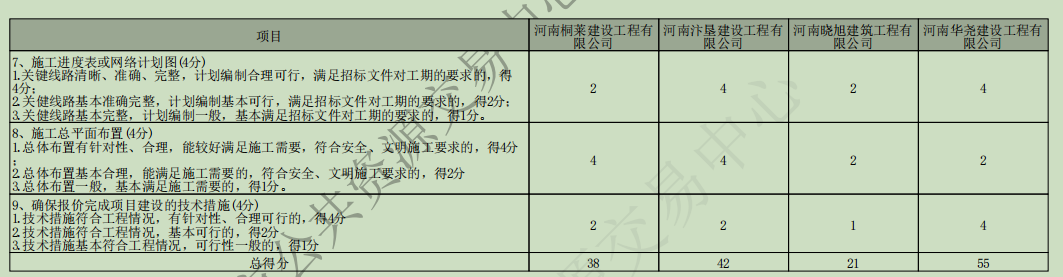 项目
河南桐莱建设工程有
限公司
河南汴垦建设工程有
限公司
河南晓旭建筑工程有
限公司
河南华尧建设工程有
限公司
7、施工进度表或网络计划图(4分)
1.关键线路清晰、准确、完整，计划编制合理可行，满足招标文件对工期的要求的，得
4分；
2.关健线路基本准确完整，计划编制基本可行，满足招标文件对工期的要求的，得2分；
3.关健线路基本完整，计划编制一般，基本满足招标文件对工期的要求的，得1分。
2
4
2
4
8、施工总平面布置(4分)
1.总体布置有针对性、合理，能较好满足施工需要，符合安全、文明施工要求的，得4分
；
2.总体布置基本合理，能满足施工需要的，符合安全、文明施工要求的，得2分
3.总体布置一般，基本满足施工需要的，得1分。
4
4
2
2
9、确保报价完成项目建设的技术措施(4分)
1.技术措施符合工程情况，有针对性、合理可行的，得4分
2.技术措施符合工程情况，基本可行的，得2分
3.技术措施基本符合工程情况，可行性一般的，得1分
2
2
1
4
总得分
38
42
21
55
公共资源交易中心
易中心